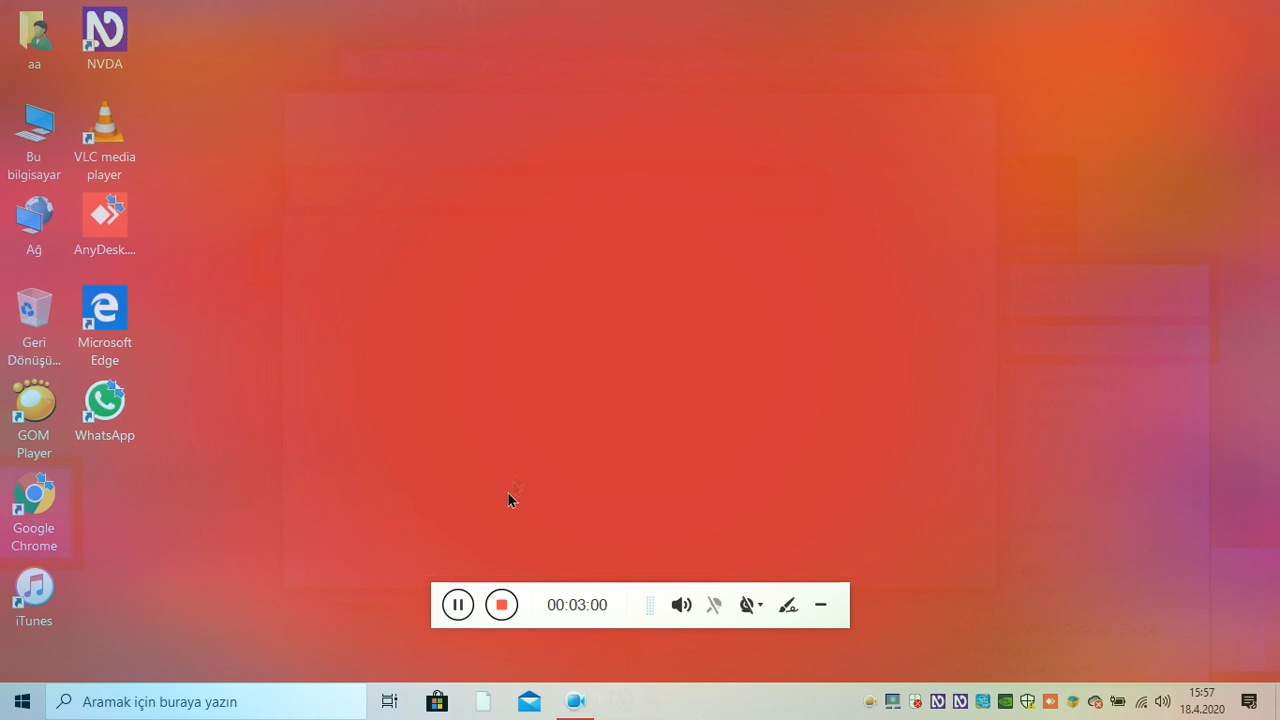 aa
NVDA
Bu
bilgisayar
VLC media
player
Ağ
AnyDesk....
Geri
Dönüşü...
Microsoft
Edge
GOM
Player
WhatsApp
Google
Chrome
iTunes
00:03:00
Aramak için buraya yazın
15:57
18.4.2020